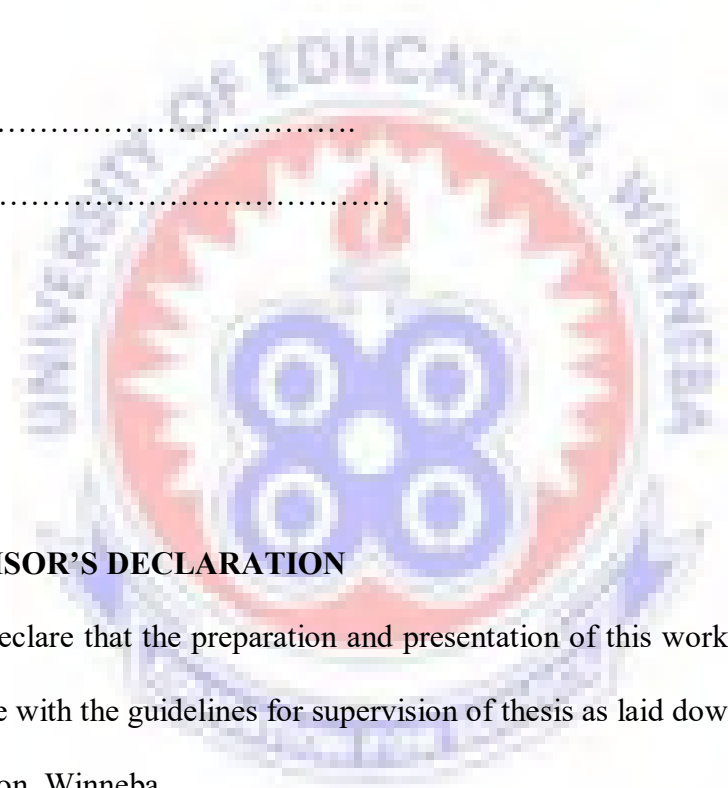 UNIVERSITY OF EDUCATION, WINNEBA
……………………………….
…………………………………….
ISOR’S DECLARATION
eclare that the preparation and presentation of this work
e with the guidelines for supervision of thesis as laid dow
on, Winneba